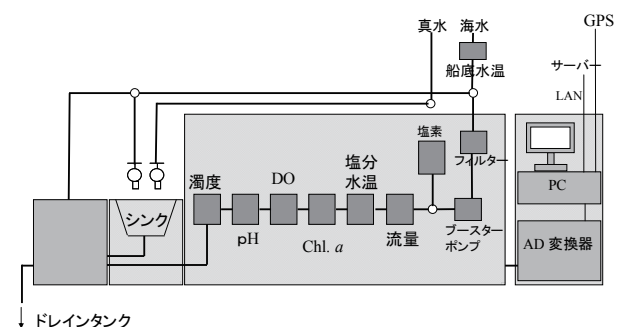 GPS
真水
海水
サーバー
船底水温
LAN
塩素
フィルター
塩分
水温
DO
濁度
PC
シンク
pH
Chl. a
流量
ブースター
ポンプ
AD 変換器
ドレインタンク